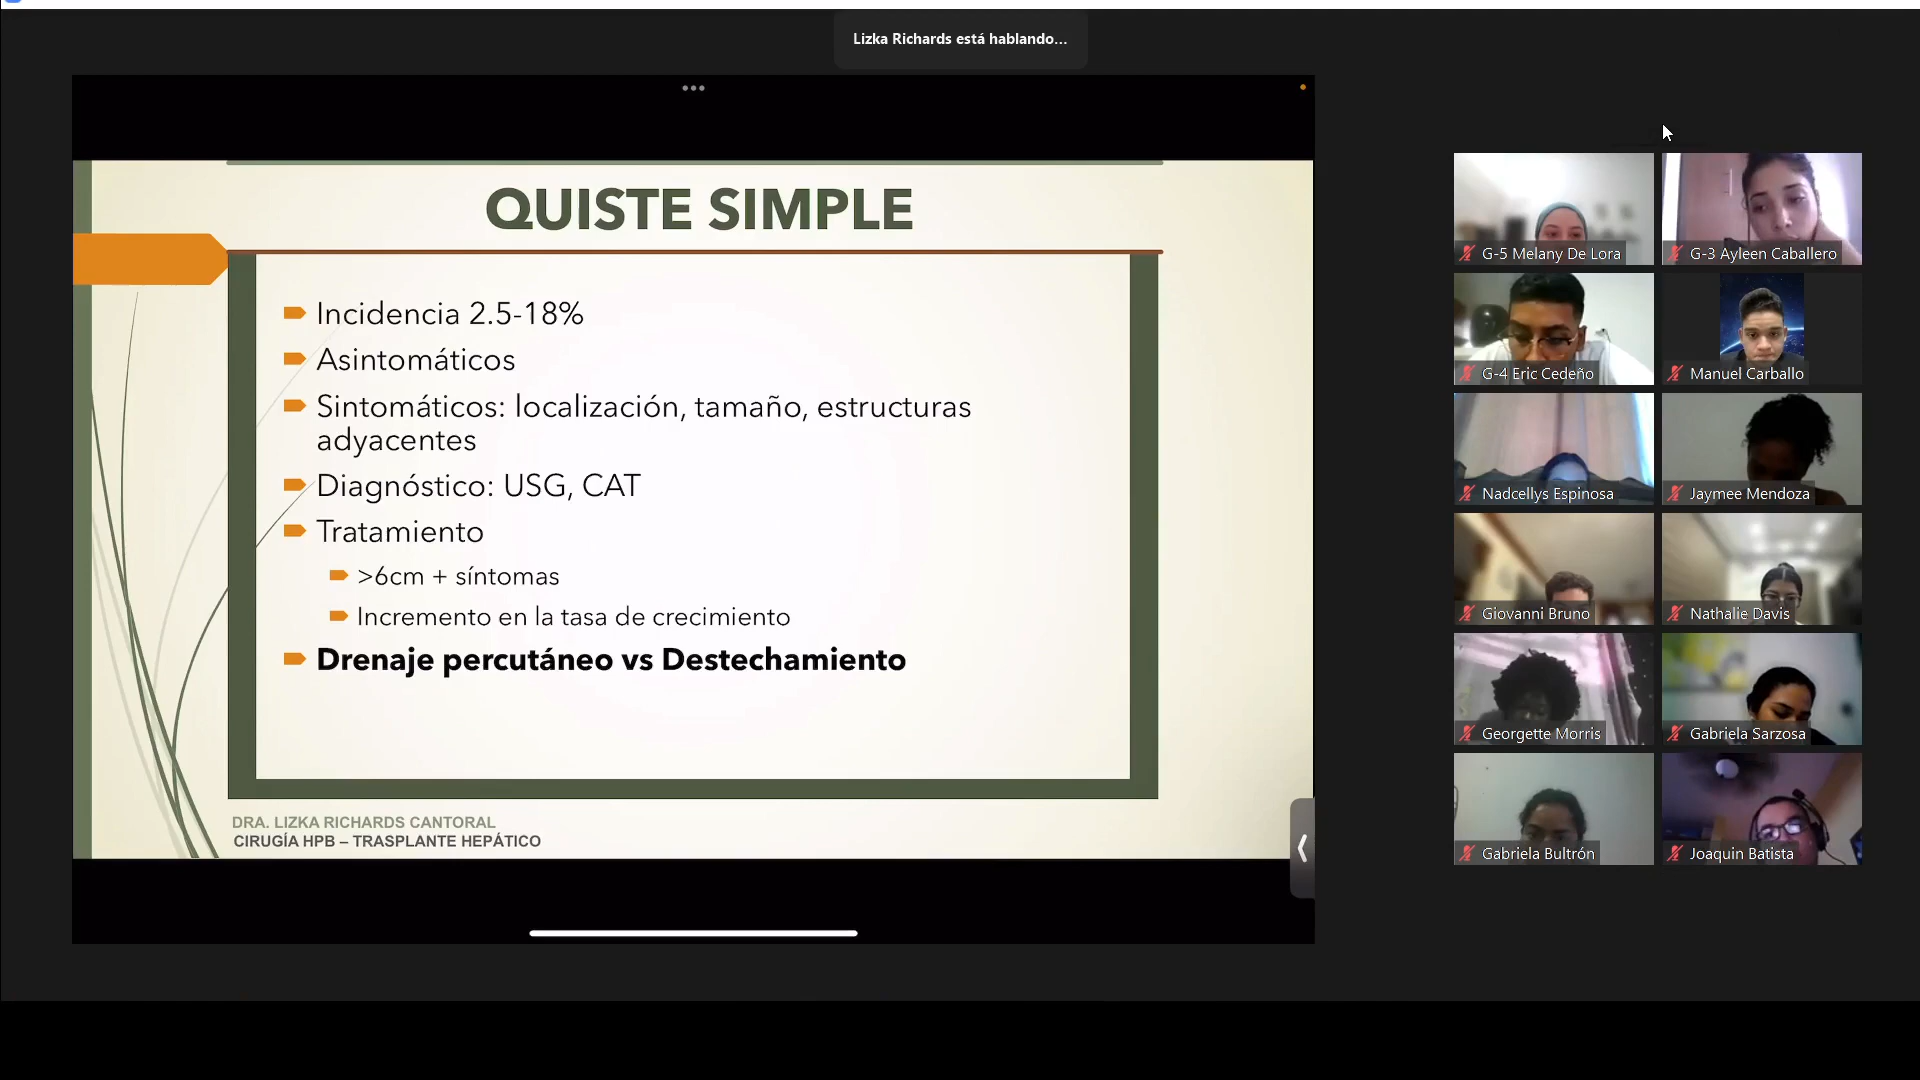 Lizka Richards está hablando...
QUISTE SIMPLE
Incidencia 2.5-18%
Asintomáticos
Sintomáticos: localización, tamaño, estructuras
adyacentes
Diagnóstico: USG, CAT
Tratamiento
>6cm + síntomas
Incremento en la tasa de crecimiento
Drenaje percutáneo vs Destechamiento
DRA. LIZKA RICHARDS CANTORAL
CIRUGÍA HPB – TRASPLANTE HEPÁTICO
G-5 Melany De Lora
G-3 Ayleen Caballero
G-4 Eric Cedeño
Manuel Carballo
Nadcellys Espinosa
Jaymee Mendoza
Giovanni Bruno
Nathalie Davis
Georgette Morris
Gabriela Sarzosa
Gabriela Bultrón
Joaquin Batista